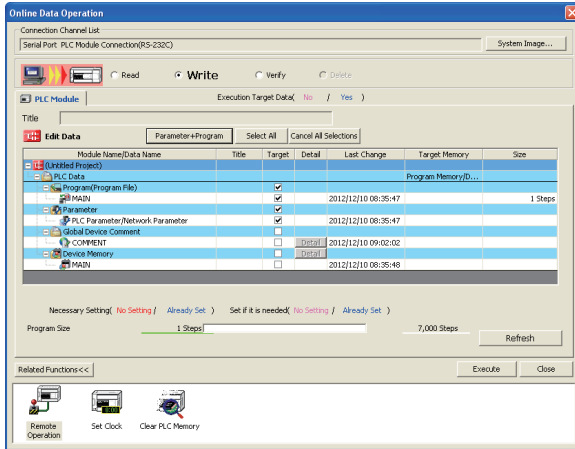 Online Data Operation
Connection Channel List
Serial Port PLC Module Connection(RS-232C)
System Image...
Read
Write
Verify
Delete
PLC Module
Execution Target Data( No / Yes )
Title
Edit Data
Parameter+Program
Select All
Cancel All Selections
Module Name/Data Name Title Target Detail Last Change Target Memory Size
(Untitled Project)
PLC Data Program Memory/D...
Program(Program File)
MAIN 2012/12/10 08:35:47 1 Steps
Parameter
PLC Parameter/Network Parameter 2012/12/10 08:35:47
Global Device Comment
COMMENT Detail 2012/12/10 09:02:02
Device Memory Detail
MAIN 2012/12/10 08:35:48
Necessary Setting( No Setting / Already Set ) Set if it is needed( No Setting / Already Set )
Program Size 1 Steps 7,000 Steps
Refresh
Related Functions<<
Execute
Close
Remote Operation
Set Clock
Clear PLC Memory